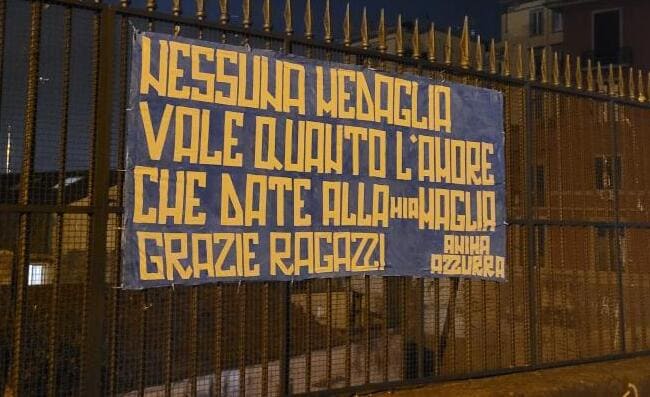 NESSUNA MEDAGLIA
VALE QUANTO L'AMORE
CHE DATE ALLA MIA MAGLIA
GRAZIE RAGAZZI
ANIMA
AZZURRA